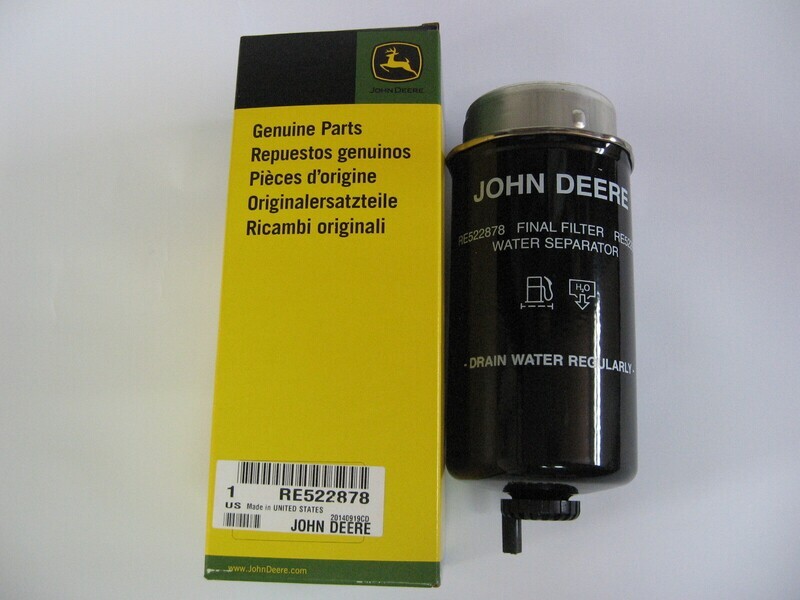 JOHN DEERE
Genuine Parts
Repuestos genuinos
Pièces d'origine
Originalersatzteile
Ricambi originali
1 RE522878
US Made in UNITED STATES
20140919CD
JOHN DEERE
www.JohnDeere.com
JOHN DEERE
RE522878 FINAL FILTER RE52
WATER SEPARATOR
H₂O
- DRAIN WATER REGULARLY -